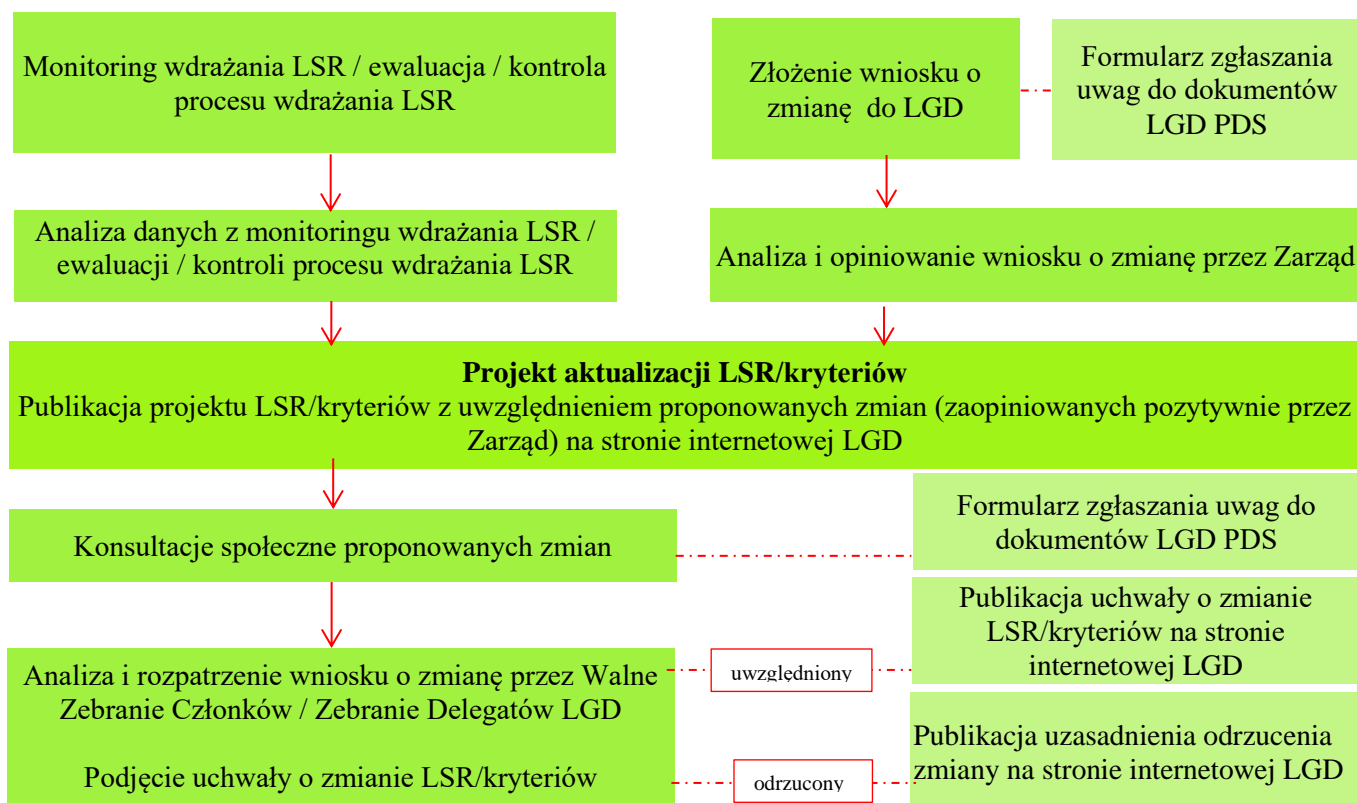 Monitoring wdrażania LSR / ewaluacja / kontrola
procesu wdrażania LSR
Złożenie wniosku o
zmianę do LGD
Formularz zgłaszania
uwag do dokumentów
LGD PDS
Analiza danych z monitoringu wdrażania LSR /
ewaluacji / kontroli procesu wdrażania LSR
Analiza i opiniowanie wniosku o zmianę przez Zarząd
Projekt aktualizacji LSR/kryteriów
Publikacja projektu LSR/kryteriów z uwzględnieniem proponowanych zmian (zaopiniowanych pozytywnie przez
Zarząd) na stronie internetowej LGD
Konsultacje społeczne proponowanych zmian
Formularz zgłaszania uwag do
dokumentów LGD PDS
Analiza i rozpatrzenie wniosku o zmianę przez Walne
Zebranie Członków / Zebranie Delegatów LGD
Podjęcie uchwały o zmianie LSR/kryteriów
uwzględniony
Publikacja uchwały o zmianie
LSR/kryteriów na stronie
internetowej LGD
odrzucony
Publikacja uzasadnienia odrzucenia
zmiany na stronie internetowej LGD